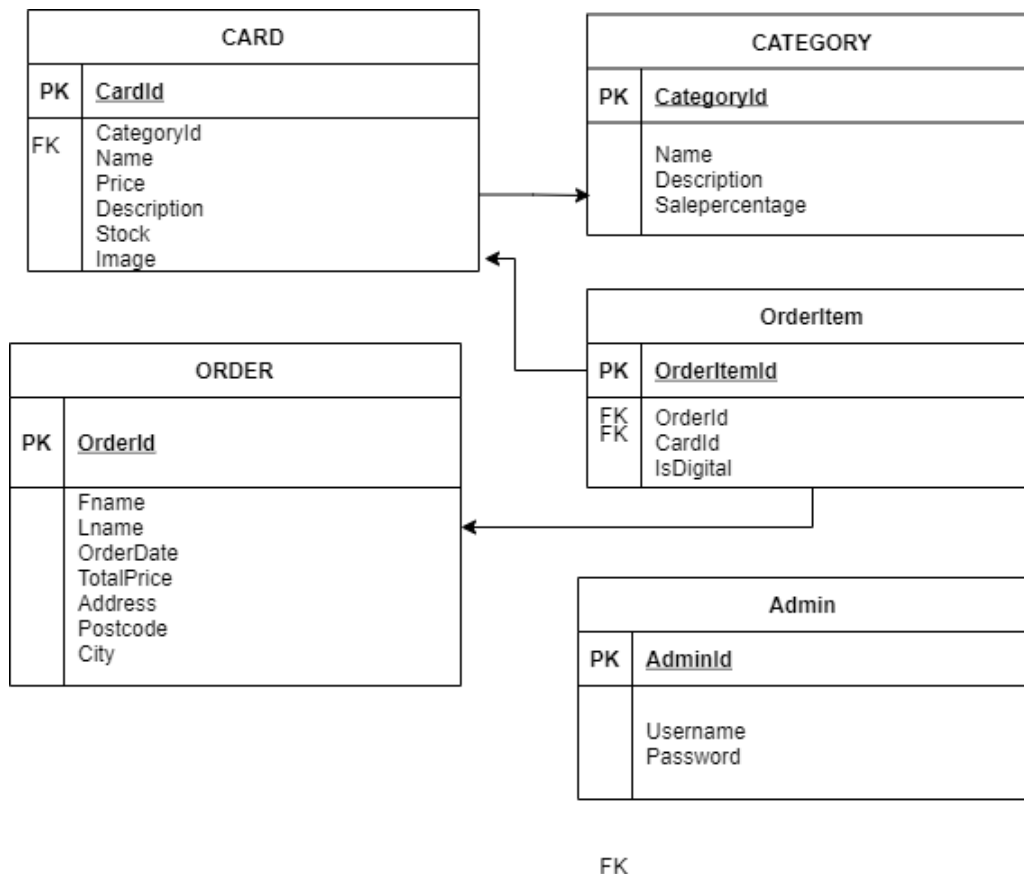 CARD
PK CardId
FK CategoryId
Name
Price
Description
Stock
Image
CATEGORY
PK CategoryId
Name
Description
Salepercentage
OrderItem
PK OrderItemId
FK OrderId
FK CardId
IsDigital
ORDER
PK OrderId
Fname
Lname
OrderDate
TotalPrice
Address
Postcode
City
Admin
PK AdminId
Username
Password
FK